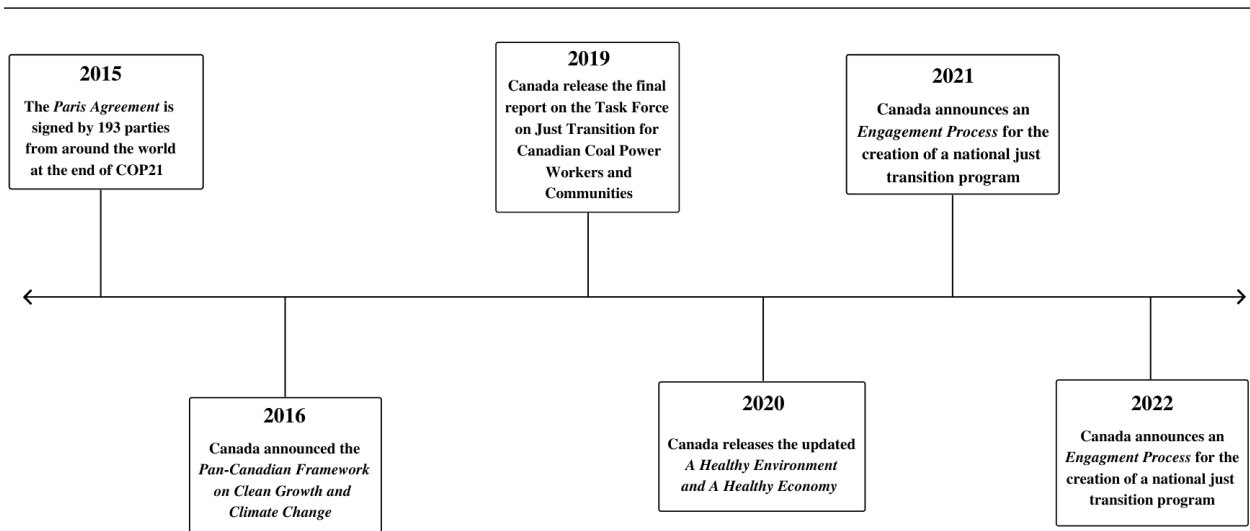 2015
The Paris Agreement is
signed by 193 parties
from around the world
at the end of COP21
2016
Canada announced the
Pan-Canadian Framework
on Clean Growth and
Climate Change
2019
Canada release the final
report on the Task Force
on Just Transition for
Canadian Coal Power
Workers and
Communities
2020
Canada releases the updated
A Healthy Environment
and A Healthy Economy
2021
Canada announces an
Engagement Process for the
creation of a national just
transition program
2022
Canada announces an
Engagment Process for the
creation of a national just
transition program